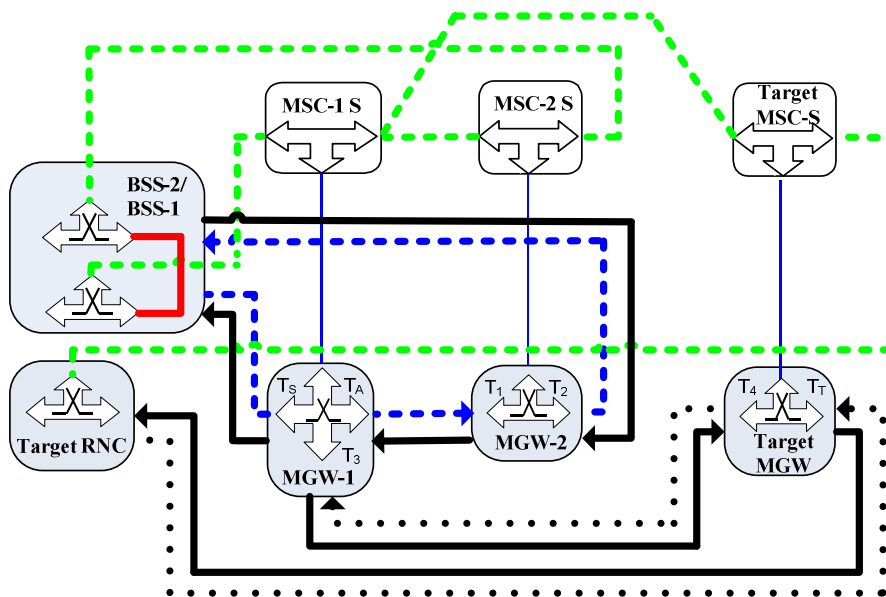 MSC-1 S
MSC-2 S
Target
MSC-S
BSS-2/
BSS-1
TS
TA
T3
MGW-1
T1
T2
MGW-2
T4
TT
Target
MGW
Target RNC